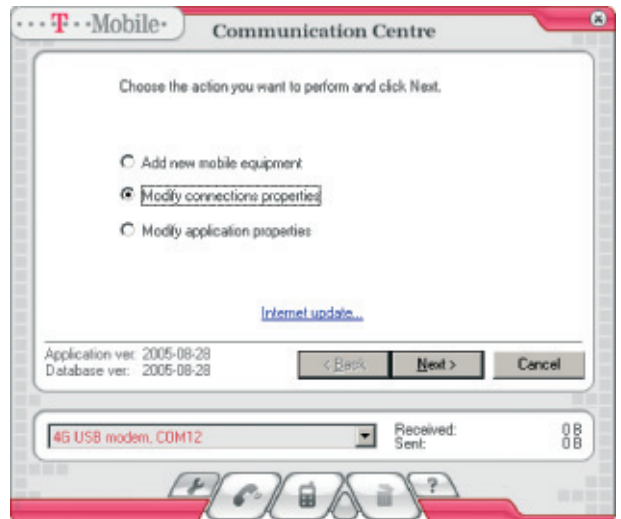 ···T··Mobile·
Communication Centre
Choose the action you want to perform and click Next.
Add new mobile equipment
Modify connections properties
Modify application properties
Internet update...
Application ver: 2005-08-28
Database ver: 2005-08-28
< Back Next > Cancel
4G USB modem, COM12
Received: 0 B
Sent: 0 B
?